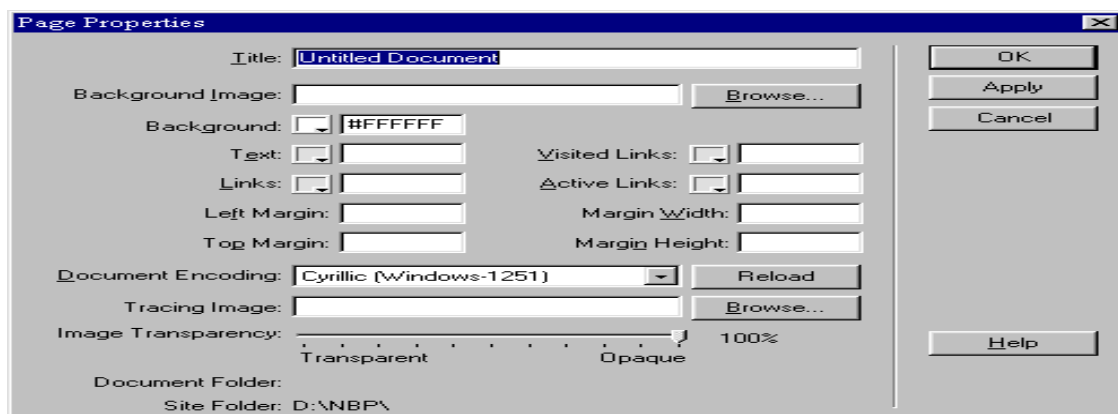 Page Properties
Title: Untitled Document
OK
Background Image: Browse...
Apply
Background: #FFFFFF
Cancel
Text: Visited Links:
Links: Active Links:
Left Margin: Margin Width:
Top Margin: Margin Height:
Document Encoding: Cyrillic (Windows-1251) Reload
Tracing Image: Browse...
Image Transparency: 100%
Transparent Opaque
Help
Document Folder:
Site Folder: D:\NBP\